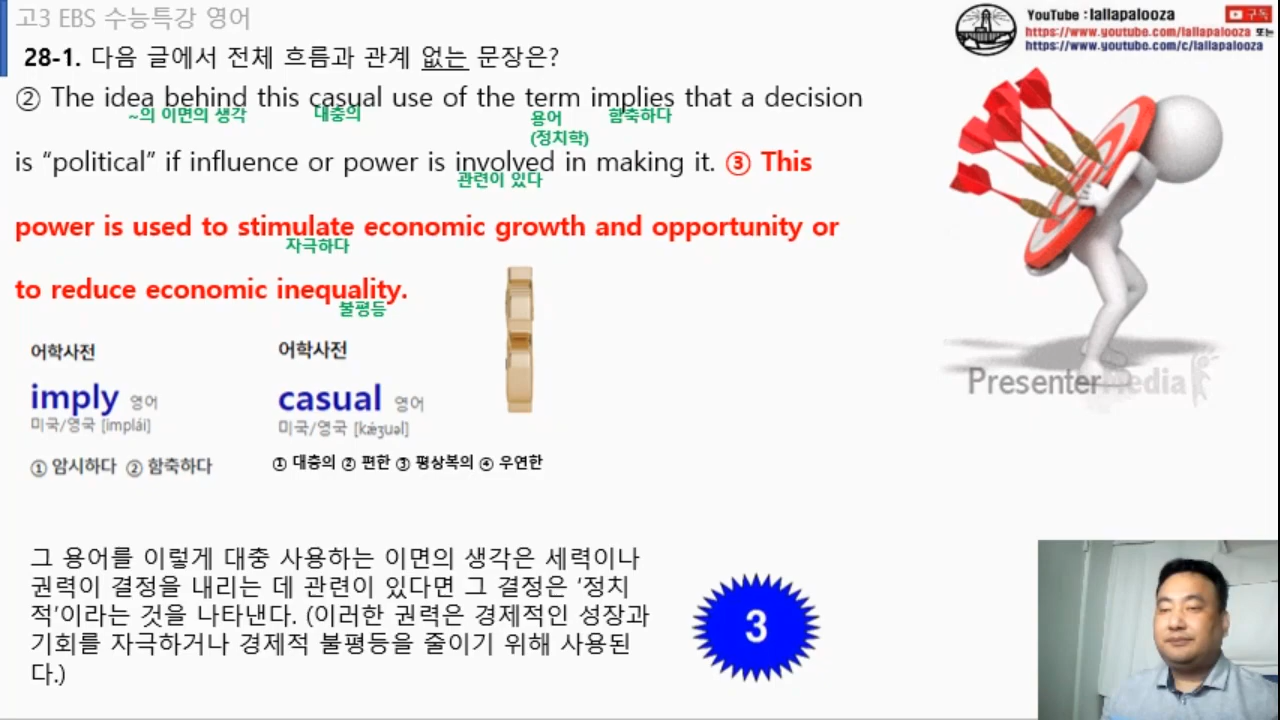 고3 EBS 수능특강 영어
YouTube : lallapalooza
구독
https://www.youtube.com/lallapalooza 또는
https://www.youtube.com/c/lallapalooza
28-1. 다음 글에서 전체 흐름과 관계 없는 문장은?
② The idea behind this casual use of the term implies that a decision
~의 이면의 생각 대충의 용어 함축하다
(정치학)
is “political” if influence or power is involved in making it. ③ This
관련이 있다
power is used to stimulate economic growth and opportunity or
자극하다
to reduce economic inequality.
불평등
PresenterMedia
어학사전 어학사전
imply 영어 casual 영어
미국/영국 [implái] 미국/영국 [kǽʒuəl]
① 암시하다 ② 함축하다 ① 대충의 ② 편한 ③ 평상복의 ④ 우연한
그 용어를 이렇게 대충 사용하는 이면의 생각은 세력이나
권력이 결정을 내리는 데 관련이 있다면 그 결정은 ‘정치
적’이라는 것을 나타낸다. (이러한 권력은 경제적인 성장과
기회를 자극하거나 경제적 불평등을 줄이기 위해 사용된
다.)
3